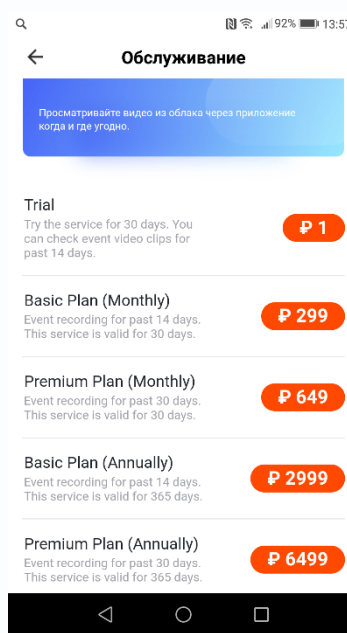 92% 13:57
Обслуживание
Просматривайте видео из облака через приложение
когда и где угодно.
Trial
Try the service for 30 days. You
can check event video clips for
past 14 days.
₽ 1
Basic Plan (Monthly)
Event recording for past 14 days.
This service is valid for 30 days.
₽ 299
Premium Plan (Monthly)
Event recording for past 30 days.
This service is valid for 30 days.
₽ 649
Basic Plan (Annually)
Event recording for past 14 days.
This service is valid for 365 days.
₽ 2999
Premium Plan (Annually)
Event recording for past 30 days.
This service is valid for 365 days.
₽ 6499